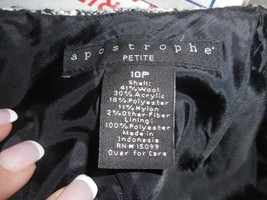 apostrophe
PETITE
10P
Shell:
41% Wool
30% Acrylic
18% Polyester
11% Nylon
2% Other Fiber
Lining:
100% Polyester
Made in
Indonesia
RN# 15099
Over for Care